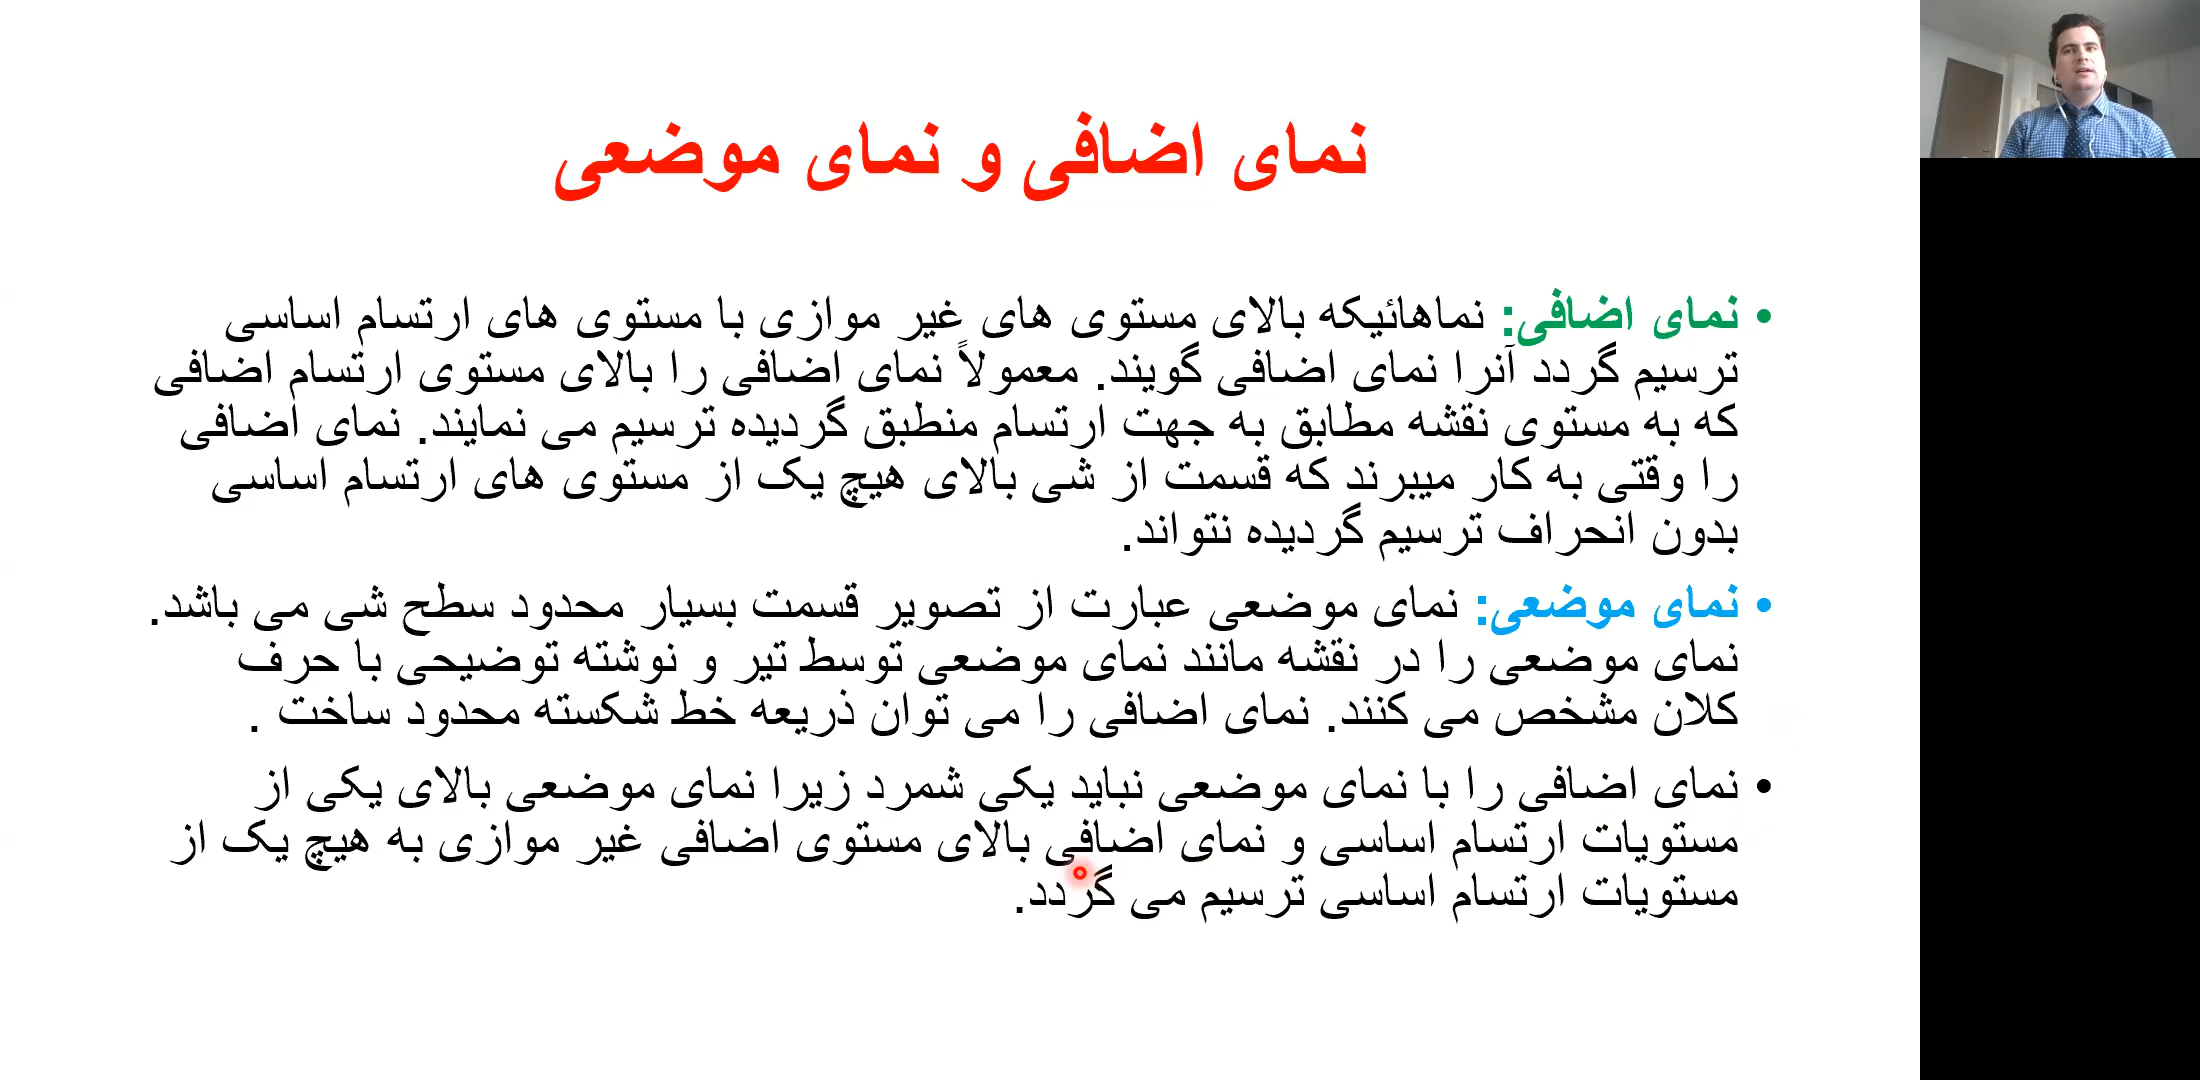 نمای اضافی و نمای موضعی
• نمای اضافی: نماهائیکه بالای مستوی های غیر موازی با مستوی های ارتسام اساسی
ترسیم گردد آنرا نمای اضافی گویند. معمولاً نمای اضافی را بالای مستوی ارتسام اضافی
که به مستوی نقشه مطابق به جهت ارتسام منطبق گردیده ترسیم می نمایند. نمای اضافی
را وقتی به کار میبرند که قسمت از شی بالای هیچ یک از مستوی های ارتسام اساسی
بدون انحراف ترسیم گردیده نتواند.
• نمای موضعی: نمای موضعی عبارت از تصویر قسمت بسیار محدود سطح شی می باشد.
نمای موضعی را در نقشه مانند نمای موضعی توسط تیر و نوشته توضیحی با حرف
کلان مشخص می کنند. نمای اضافی را می توان ذریعه خط شکسته محدود ساخت .
• نمای اضافی را با نمای موضعی نباید یکی شمرد زیرا نمای موضعی بالای یکی از
مستویات ارتسام اساسی و نمای اضافی بالای مستوی اضافی غیر موازی به هیچ یک از
مستویات ارتسام اساسی ترسیم می گردد.